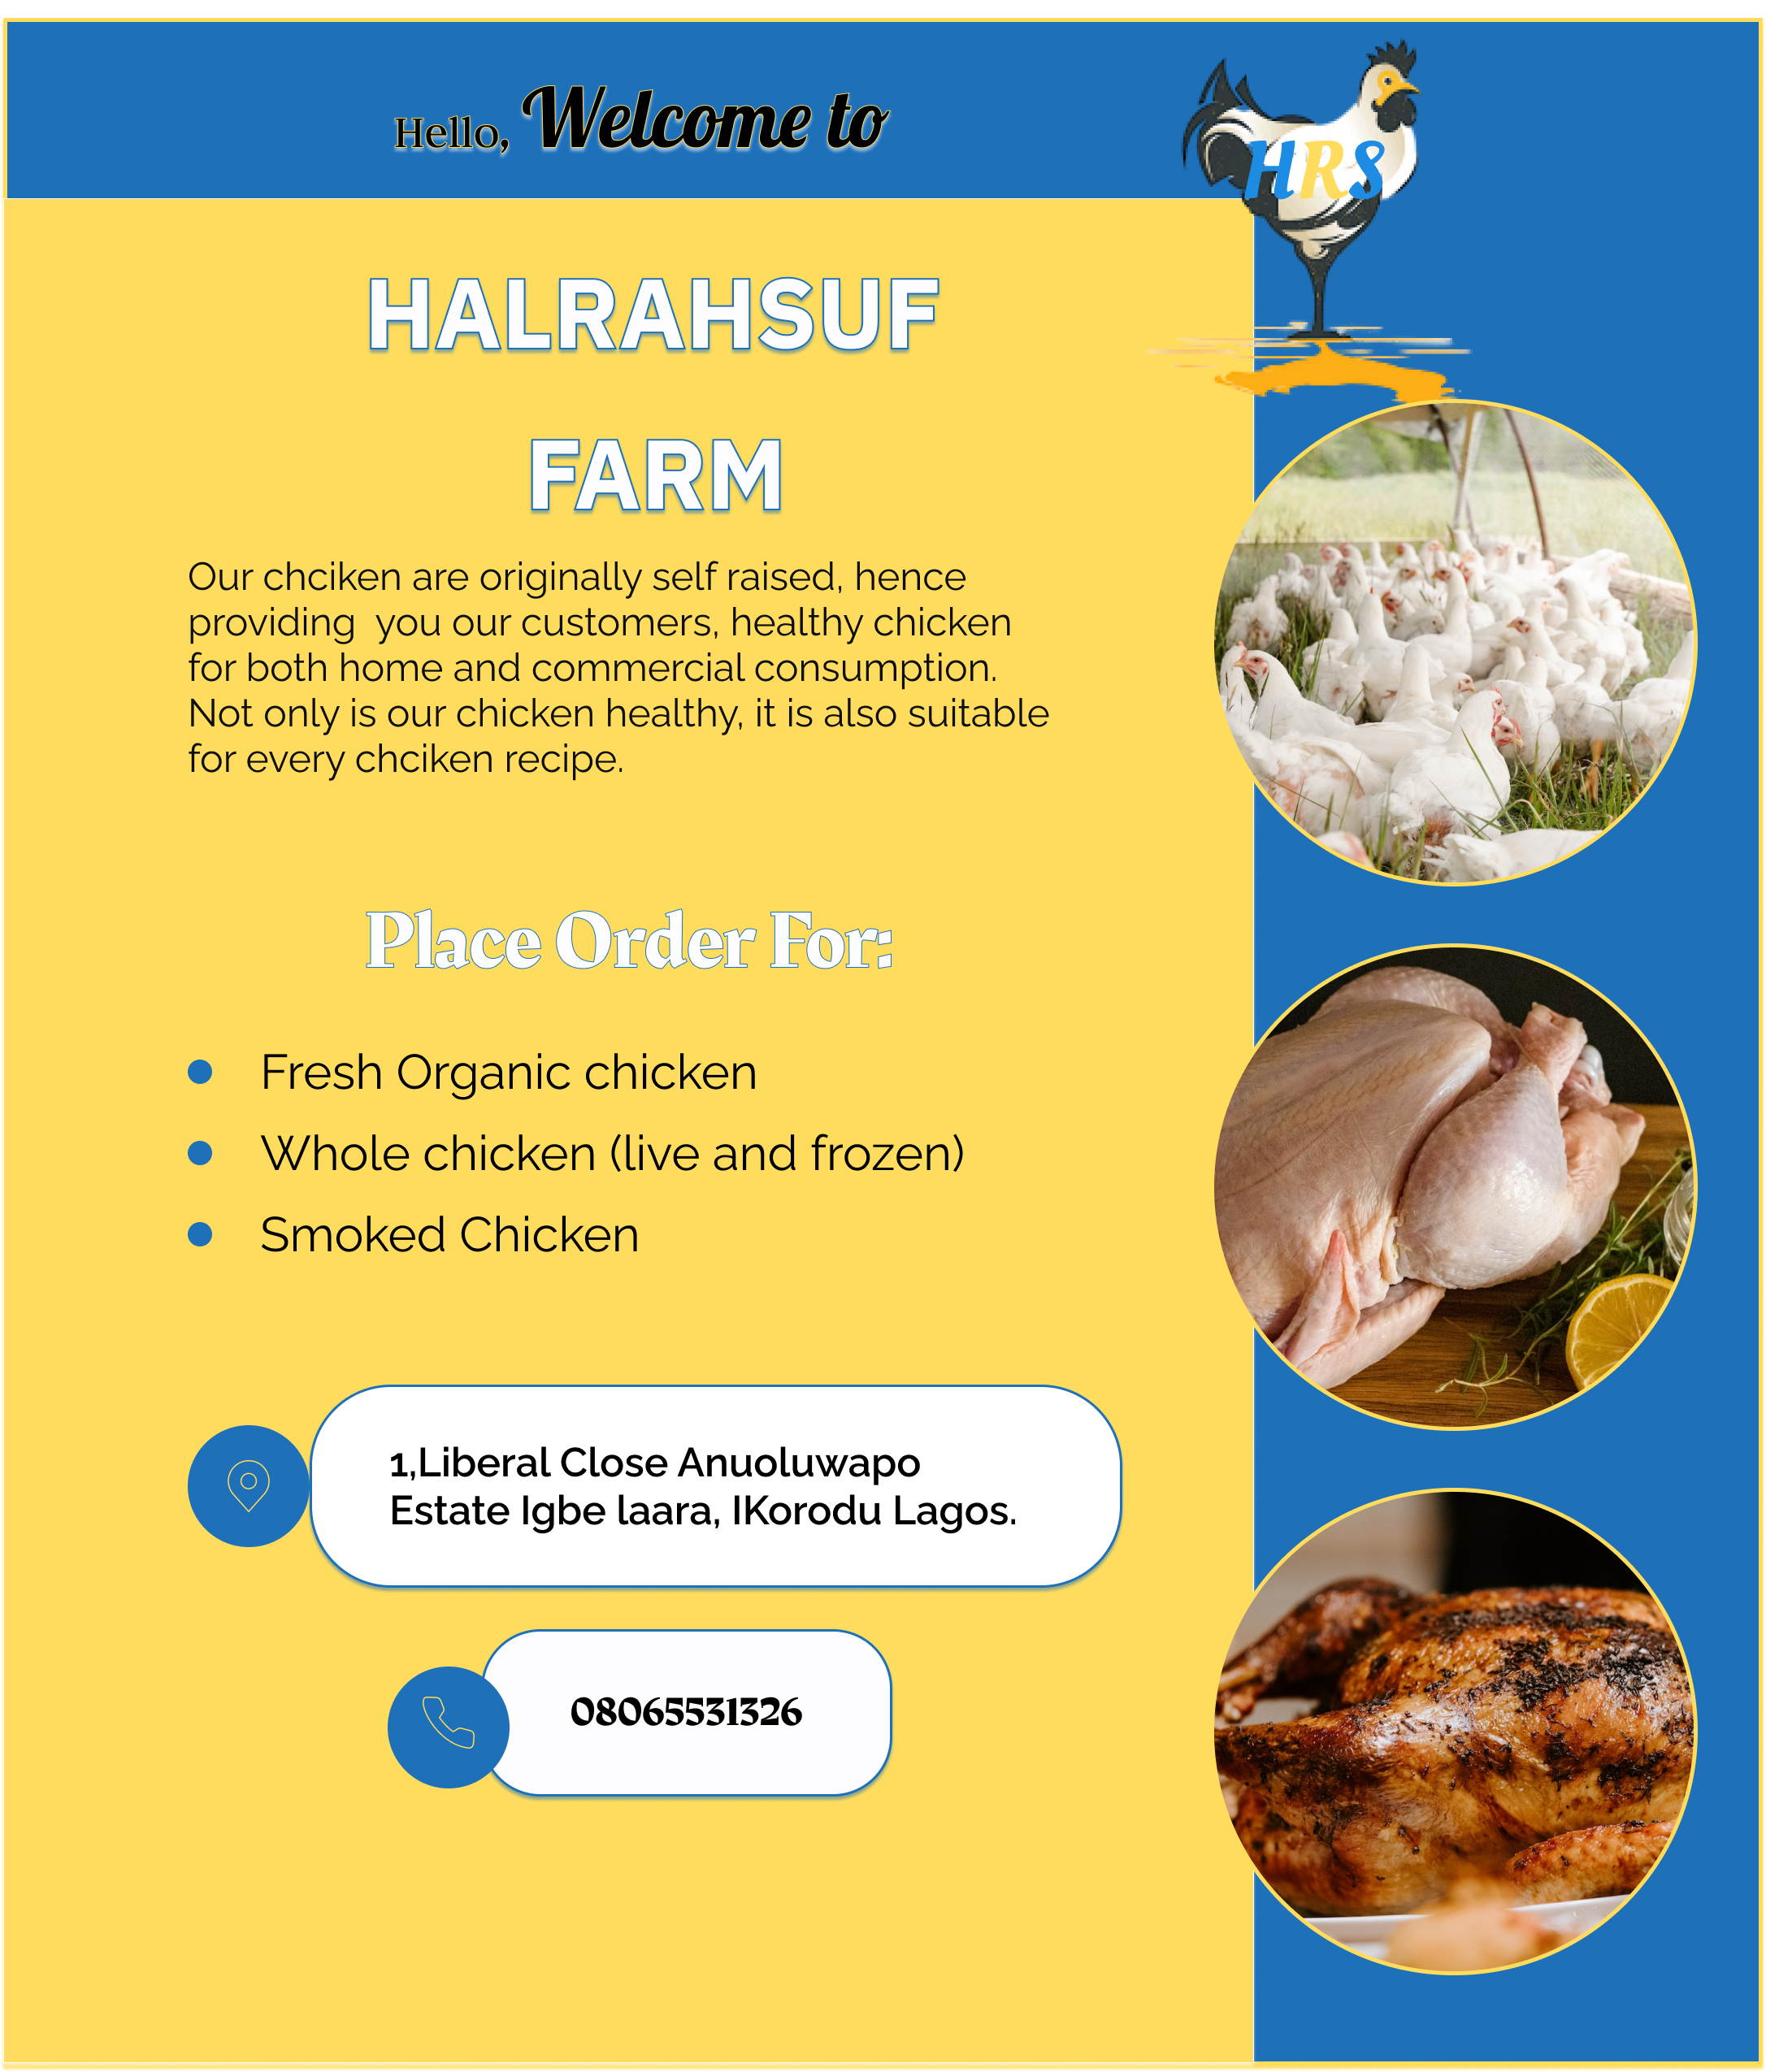 Hello, Welcome to
HRS
HALRAHSUF
FARM
Our chciken are originally self raised, hence
providing  you our customers, healthy chicken
for both home and commercial consumption.
Not only is our chicken healthy, it is also suitable
for every chciken recipe.
Place Order For:
Fresh Organic chicken
Whole chicken (live and frozen)
Smoked Chicken
1,Liberal Close Anuoluwapo
Estate Igbe laara, IKorodu Lagos.
08065531326